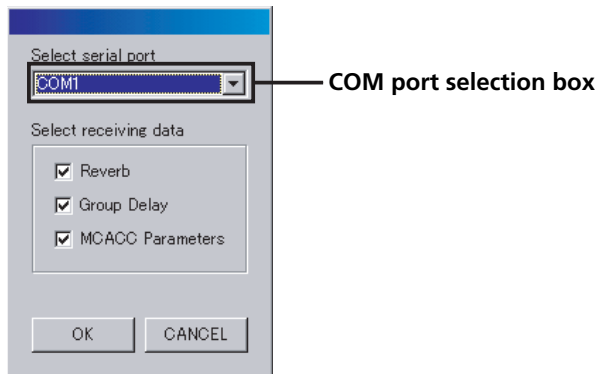 Select serial port
COM1
COM port selection box
Select receiving data
Reverb
Group Delay
MCACC Parameters
OK
CANCEL